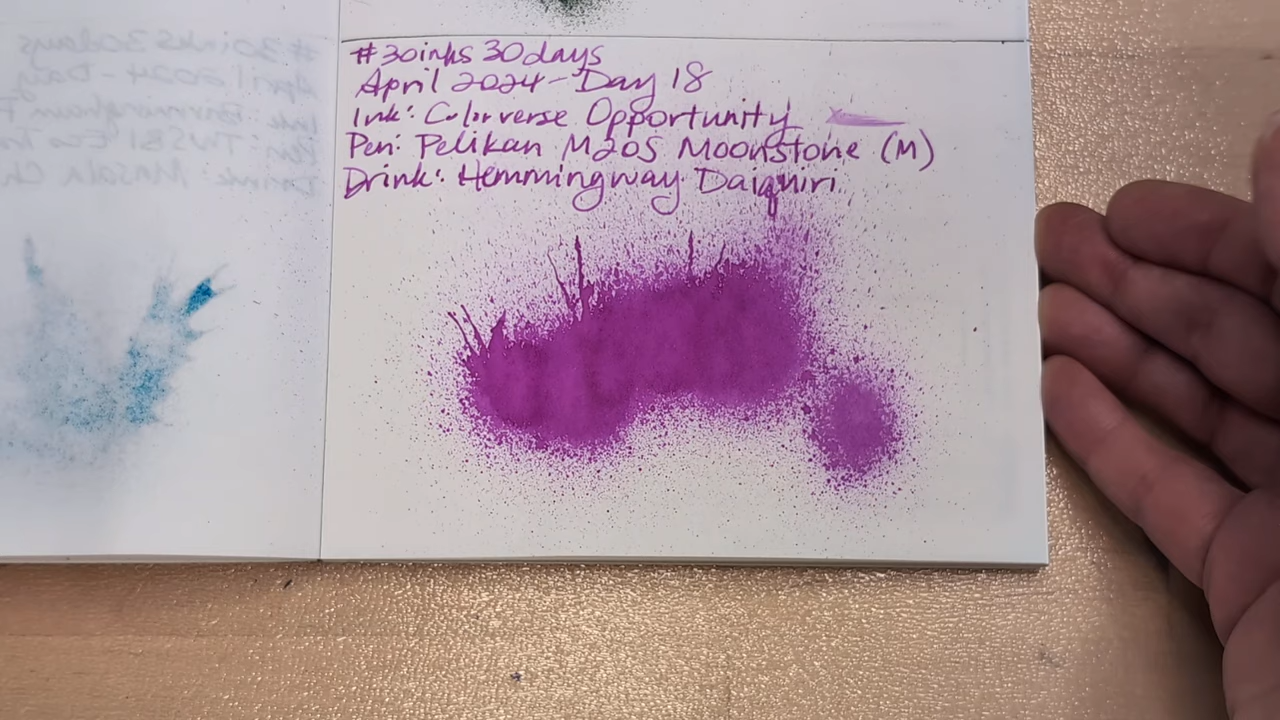 #30inks30days
April 2024 - Day 18
Ink: Colorverse Opportunity
Pen: Pelikan M205 Moonstone (M)
Drink: Hemmingway Daiquiri